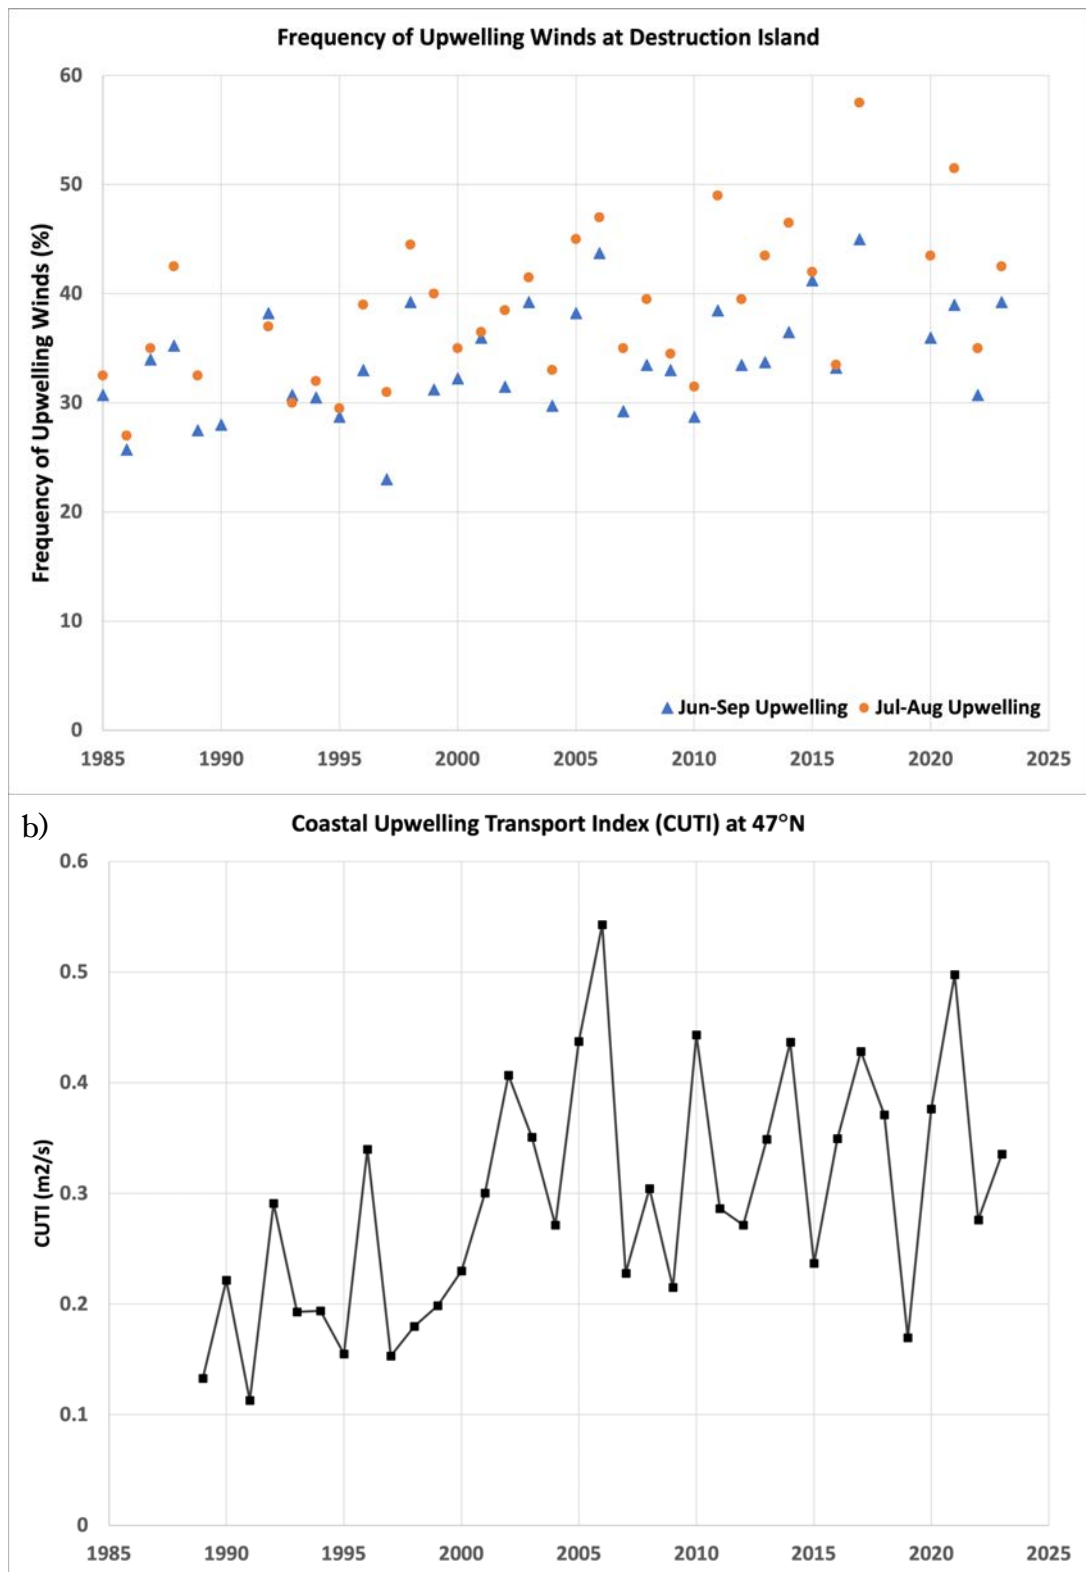 Frequency of Upwelling Winds at Destruction Island
Frequency of Upwelling Winds (%)
60
50
40
30
20
10
0
Jun-Sep Upwelling Jul-Aug Upwelling
1985 1990 1995 2000 2005 2010 2015 2020 2025
b)
Coastal Upwelling Transport Index (CUTI) at 47°N
CUTI (m2/s)
0.6
0.5
0.4
0.3
0.2
0.1
0
1985 1990 1995 2000 2005 2010 2015 2020 2025